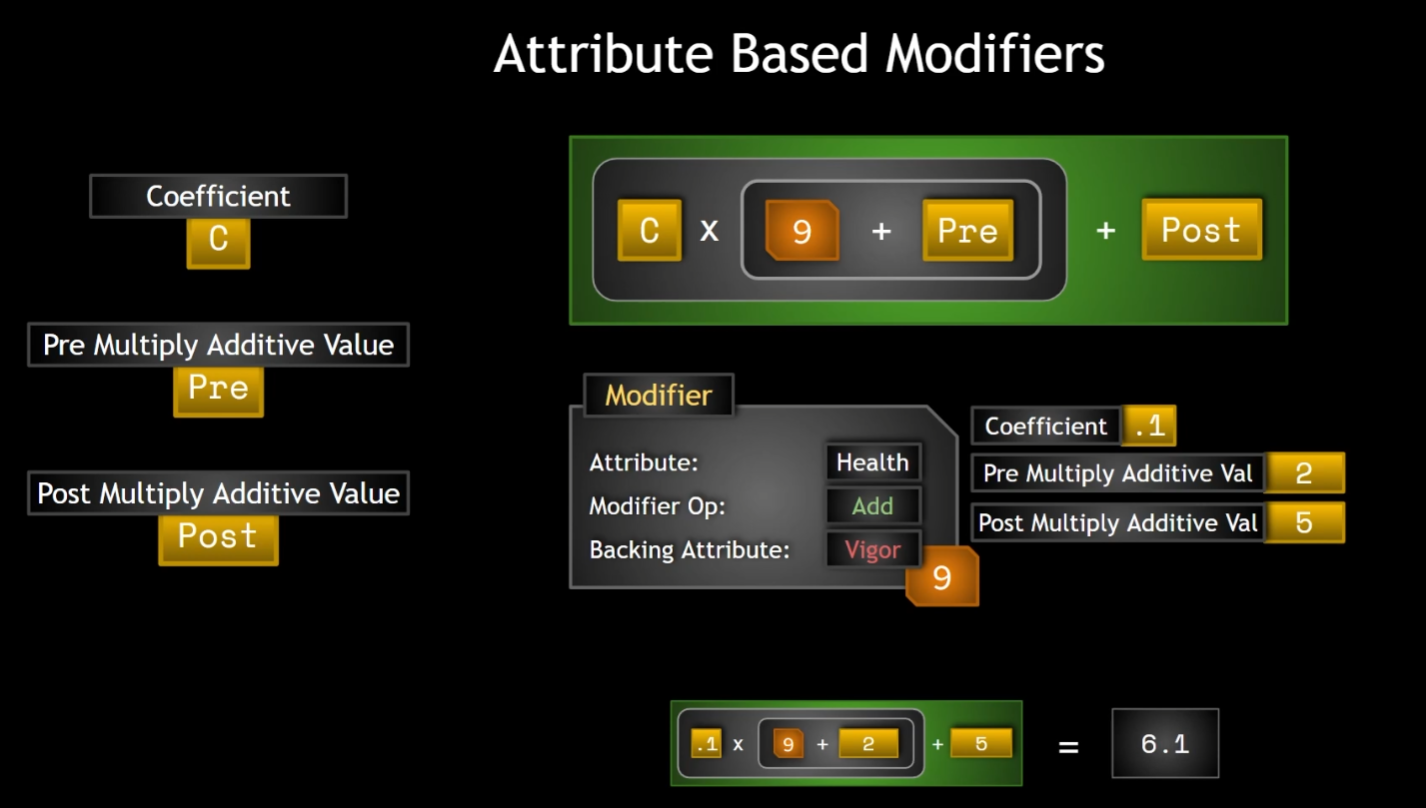 Attribute Based Modifiers
Coefficient
C
Pre Multiply Additive Value
Pre
Post Multiply Additive Value
Post
C x 9 + Pre + Post
Modifier
Attribute: Health
Modifier Op: Add
Backing Attribute: Vigor
9
Coefficient .1
Pre Multiply Additive Val 2
Post Multiply Additive Val 5
.1 x 9 + 2 + 5 = 6.1